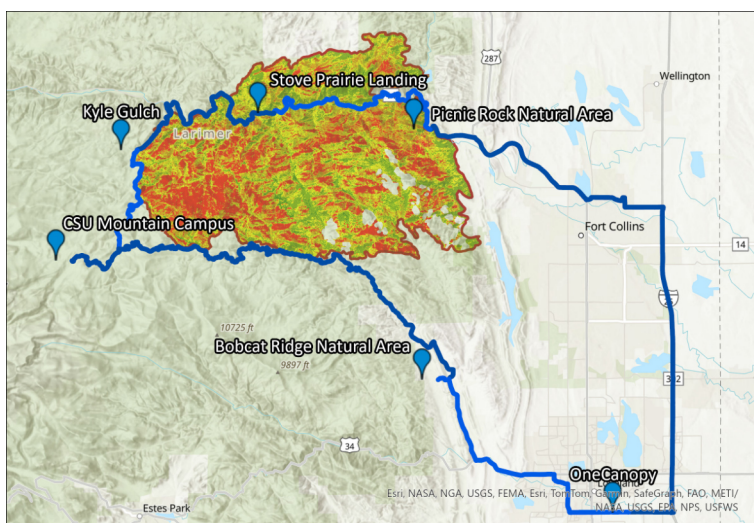 287
Wellington
Stove Prairie Landing
Kyle Gulch
Picnic Rock Natural Area
Larimer
CSU Mountain Campus
Fort Collins
14
25
10725 ft
Bobcat Ridge Natural Area
9897 ft
392
34
OneCanopy
Esri, NASA, NGA, USGS, FEMA, Esri, TomTom, Garmin, SafeGraph, FAO, METI/
Estes Park
NASA, USGS, EPA, NPS, USFWS